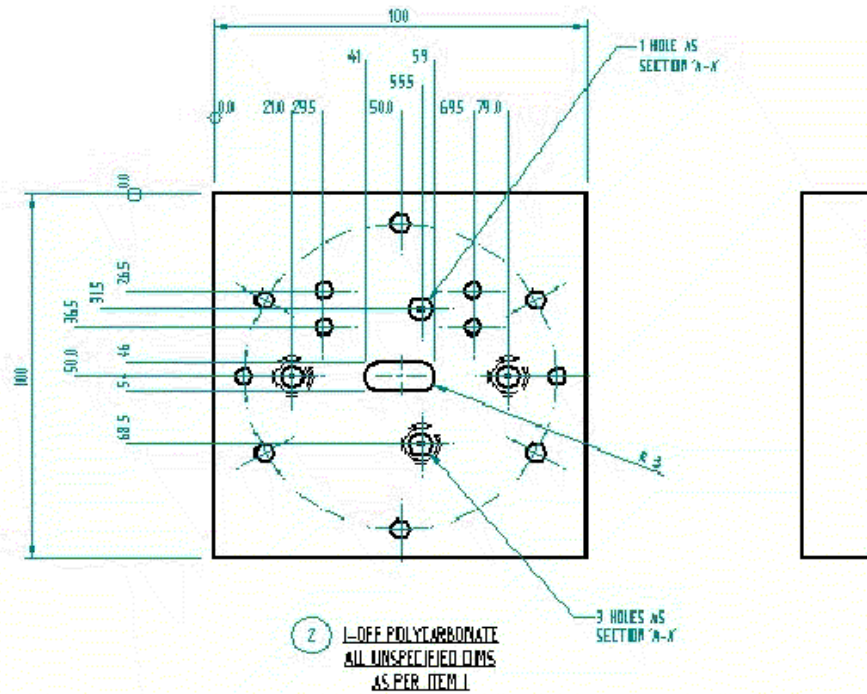 100
41 59
55.5
0.0 21.0 29.5 50.0 69.5 79.0
1 HOLE AS
SECTION 'A-A'
0.0
26.5
31.5
36.5
46
50.0
54
68.5
100
3 HOLES AS
SECTION 'A-A'
2
1-OFF POLYCARBONATE
ALL UNSPECIFIED DIMS
AS PER ITEM 1